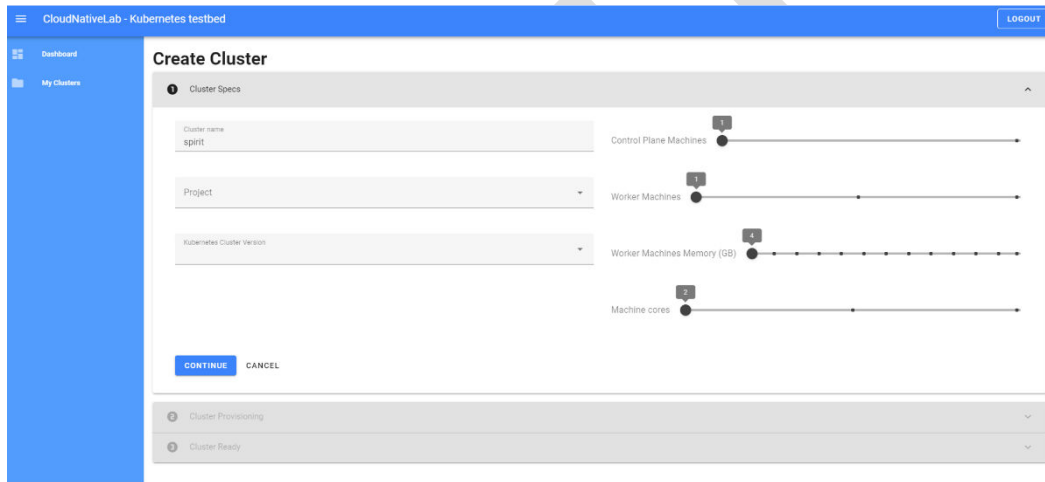 CloudNativeLab - Kubernetes testbed
LOGOUT
Dashboard
My Clusters
Create Cluster
1 Cluster Specs
Cluster name
spirit
Project
Kubernetes Cluster Version
1
Control Plane Machines
1
Worker Machines
4
Worker Machines Memory (GB)
2
Machine cores
CONTINUE CANCEL
2 Cluster Provisioning
3 Cluster Ready